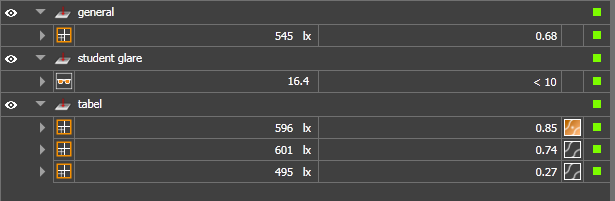 general
545 lx 0.68
student glare
16.4 < 10
tabel
596 lx 0.85
601 lx 0.74
495 lx 0.27